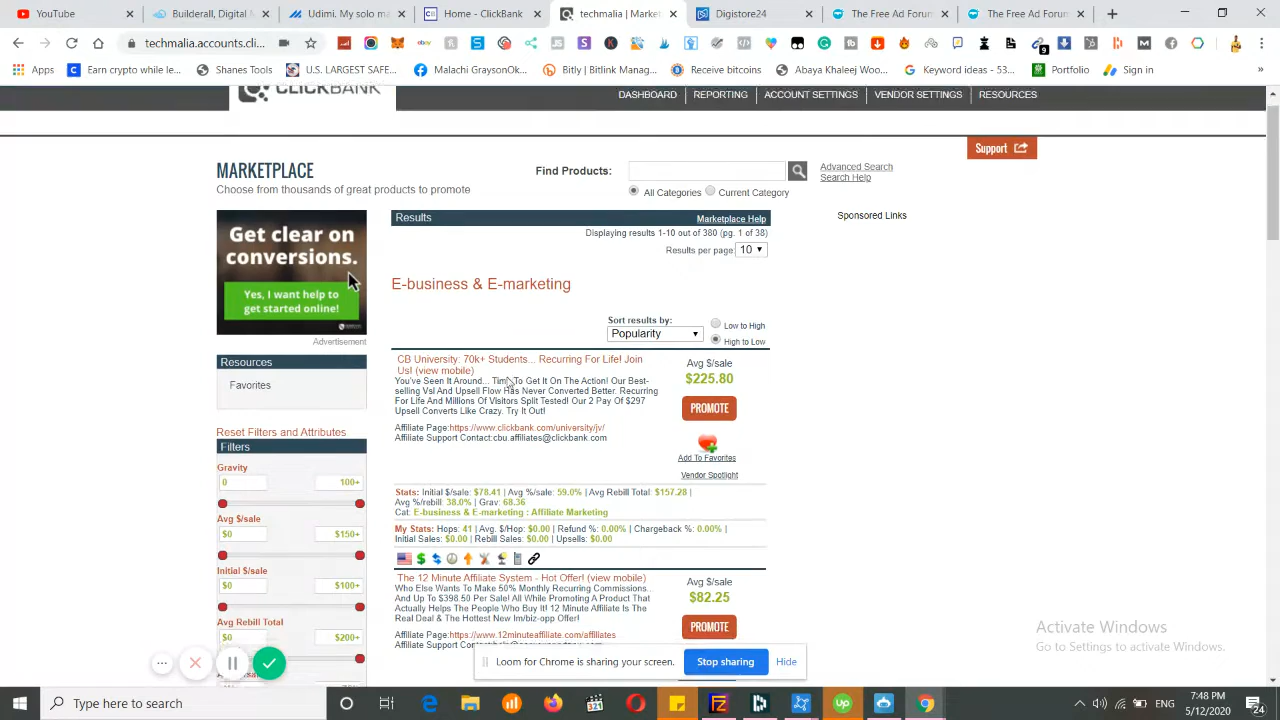 Builderall, Digital
Mvi, My solo m
Home - ClickBank
techmalia (Popularity
Digistore24
The Ad Forum
The Free Ad Forum
techmalia.accounts.cli
Apps
Earn crypto while le...
Shanes Tools
U.S. LARGEST SAFE...
Malachi GraysonOk...
Bitly | Bitlink Manag...
Receive bitcoins
Abaya Khaleej Woo...
Keyword ideas - 53...
Portfolio
Sign in
CLICKBANK
DASHBOARD
REPORTING
ACCOUNT SETTINGS
VENDOR SETTINGS
RESOURCES
Support
MARKETPLACE
Choose from thousands of great products to promote
Find Products:
Advanced Search
Search Help
All Categories
Current Category
Get clear on
conversions.
Yes, I want help to
get started online!
Advertisement
Resources
Favorites
Reset Filters and Attributes
Filters
Gravity
0
100+
Avg $/sale
$0
$150+
Initial $/sale
$0
$100+
Avg Rebill Total
$0
$200+
Results
Marketplace Help
Displaying results 1-10 out of 380 (pg. 1 of 38)
Results per page
10
E-business & E-marketing
Sort results by:
Popularity
Low to High
High to Low
CB University: 70k+ Students... Recurring For Life! Join
Us! (view mobile)
You've Seen It Around... Time To Get It On The Action! Our Best-
selling Vsl And Upsell Flow Has Never Converted Better. Recurring
For Life And Millions Of Visitors Split Tested! Our 2 Pay Of $297
Upsell Converts Like Crazy. Try It Out!
Affiliate Page:https://www.clickbank.com/university/jv/
Affiliate Support Contact:cbu.affiliates@clickbank.com
Avg $/sale
$225.80
PROMOTE
Add To Favorites
Vendor Spotlight
Stats: Initial $/sale: $78.41 | Avg %/sale: 59.0% | Avg Rebill Total: $157.28 |
Avg %/rebill: 38.0% | Grav: 68.36
Cat: E-business & E-marketing : Affiliate Marketing
My Stats: Hops: 41 | Avg. $/Hop: $0.00 | Refund %: 0.00% | Chargeback %: 0.00% |
Initial Sales: $0.00 | Rebill Sales: $0.00 | Upsells: $0.00
The 12 Minute Affiliate System - Hot Offer! (view mobile)
Who Else Wants To Make 50% Monthly Recurring Commissions...
And Up To $398.50 Per Sale! All While Promoting A Product That
Actually Helps The People Who Buy It! 12 Minute Affiliate Is The
Real Deal & The Hottest New Im/biz-opp Offer!
Affiliate Page:https://www.12minuteaffiliate.com/affiliates
Affiliate Support
Avg $/sale
$82.25
PROMOTE
Sponsored Links
Activate Windows
Go to Settings to activate Windows.
Loom for Chrome is sharing your screen.
Stop sharing
Hide
Type here to search
7:48 PM
5/12/2020
24